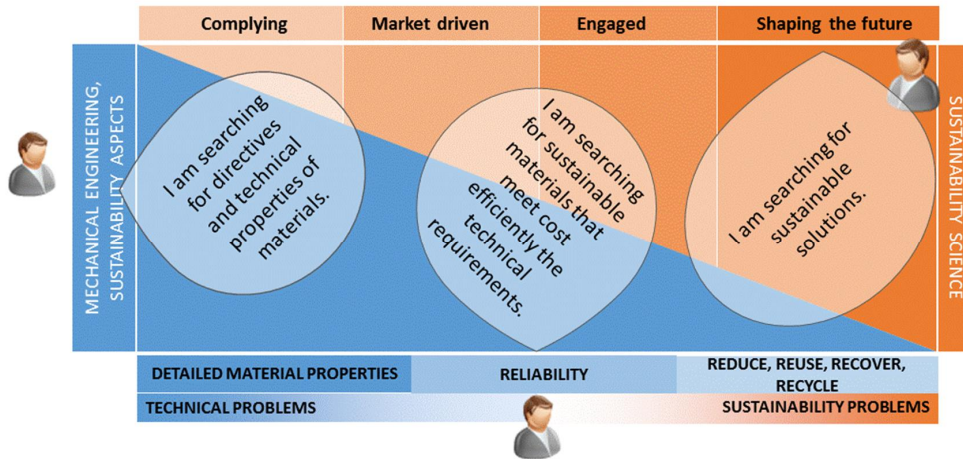 Complying
Market driven
Engaged
Shaping the future
MECHANICAL ENGINEERING,
SUSTAINABILITY ASPECTS
I am searching
for directives
and technical
properties of
materials.
I am searching
for sustainable
materials that
meet cost
efficiently the
technical
requirements.
I am searching for
sustainable
solutions.
SUSTAINABILITY SCIENCE
DETAILED MATERIAL PROPERTIES
RELIABILITY
REDUCE, REUSE, RECOVER,
RECYCLE
TECHNICAL PROBLEMS
SUSTAINABILITY PROBLEMS